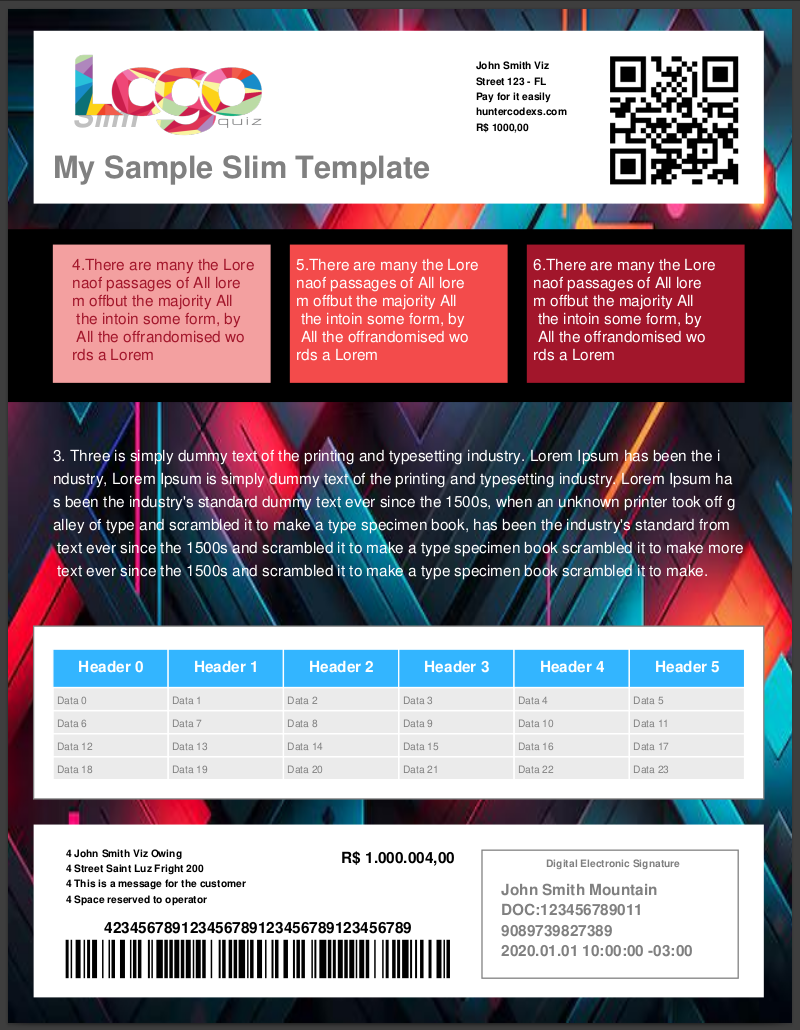 Logo
Slim quiz
My Sample Slim Template
John Smith Viz
Street 123 - FL
Pay for it easily
huntercodexs.com
R$ 1000,00
4.There are many the Lore
naof passages of All lore
m offbut the majority All
the intoin some form, by
All the offrandomised wo
rds a Lorem
5.There are many the Lore
naof passages of All lore
m offbut the majority All
the intoin some form, by
All the offrandomised wo
rds a Lorem
6.There are many the Lore
naof passages of All lore
m offbut the majority All
the intoin some form, by
All the offrandomised wo
rds a Lorem
3. Three is simply dummy text of the printing and typesetting industry. Lorem Ipsum has been the i
ndustry, Lorem Ipsum is simply dummy text of the printing and typesetting industry. Lorem Ipsum ha
s been the industry's standard dummy text ever since the 1500s, when an unknown printer took off g
alley of type and scrambled it to make a type specimen book, has been the industry's standard from
text ever since the 1500s and scrambled it to make a type specimen book scrambled it to make more
text ever since the 1500s and scrambled it to make a type specimen book scrambled it to make.
Header 0 Header 1 Header 2 Header 3 Header 4 Header 5
Data 0 Data 1 Data 2 Data 3 Data 4 Data 5
Data 6 Data 7 Data 8 Data 9 Data 10 Data 11
Data 12 Data 13 Data 14 Data 15 Data 16 Data 17
Data 18 Data 19 Data 20 Data 21 Data 22 Data 23
4 John Smith Viz Owing
4 Street Saint Luz Fright 200
4 This is a message for the customer
4 Space reserved to operator
R$ 1.000.004,00
423456789123456789123456789123456789
Digital Electronic Signature
John Smith Mountain
DOC:123456789011
9089739827389
2020.01.01 10:00:00 -03:00